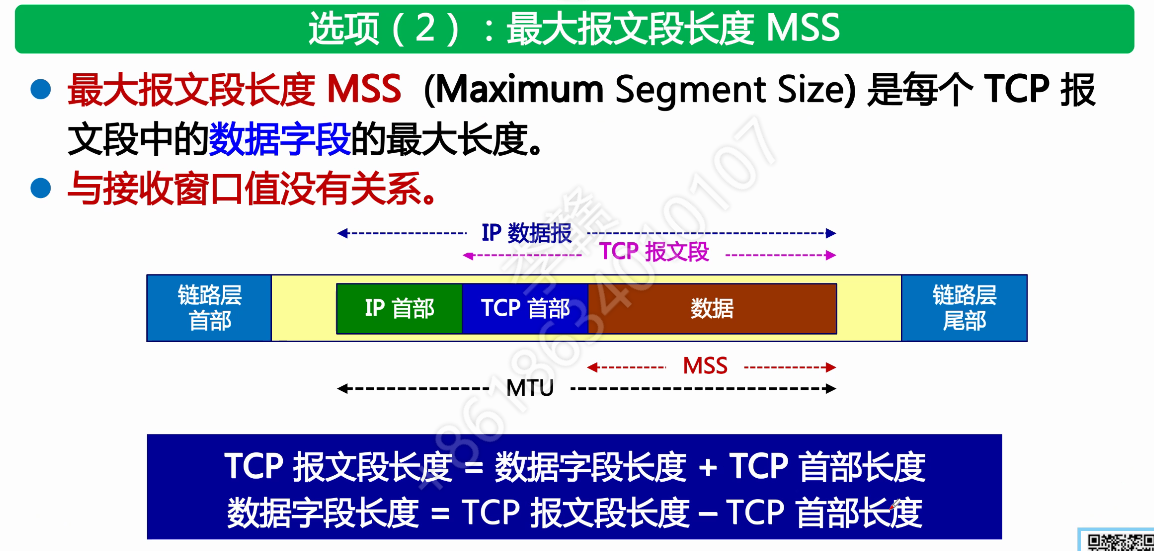 选项（2）：最大报文段长度 MSS
最大报文段长度 MSS (Maximum Segment Size) 是每个 TCP 报
文段中的数据字段的最大长度。
与接收窗口值没有关系。
IP 数据报
TCP 报文段
链路层
首部
IP 首部
TCP 首部
数据
链路层
尾部
MSS
MTU
TCP 报文段长度 = 数据字段长度 + TCP 首部长度
数据字段长度 = TCP 报文段长度 – TCP 首部长度
+8618634010107